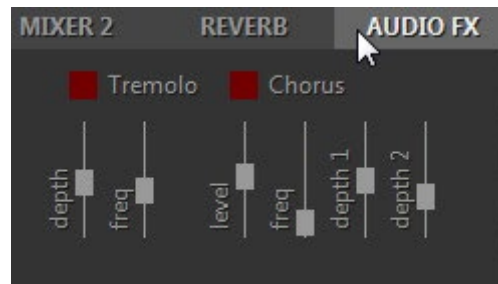 MIXER 2 REVERB AUDIO FX
Tremolo Chorus
depth freq level freq depth 1 depth 2